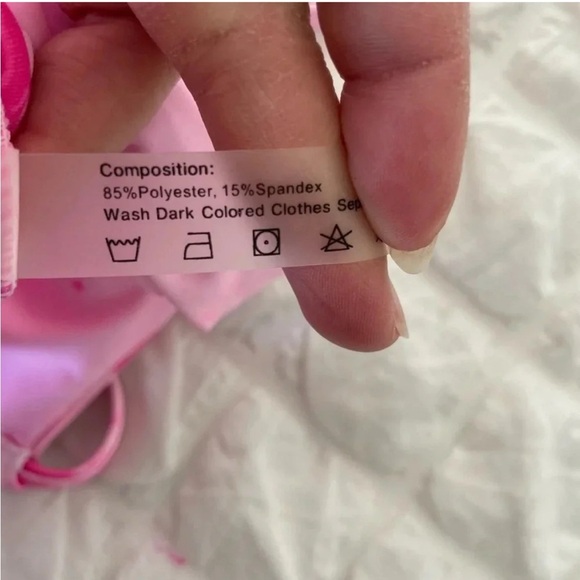 Composition:
85%Polyester, 15%Spandex
Wash Dark Colored Clothes